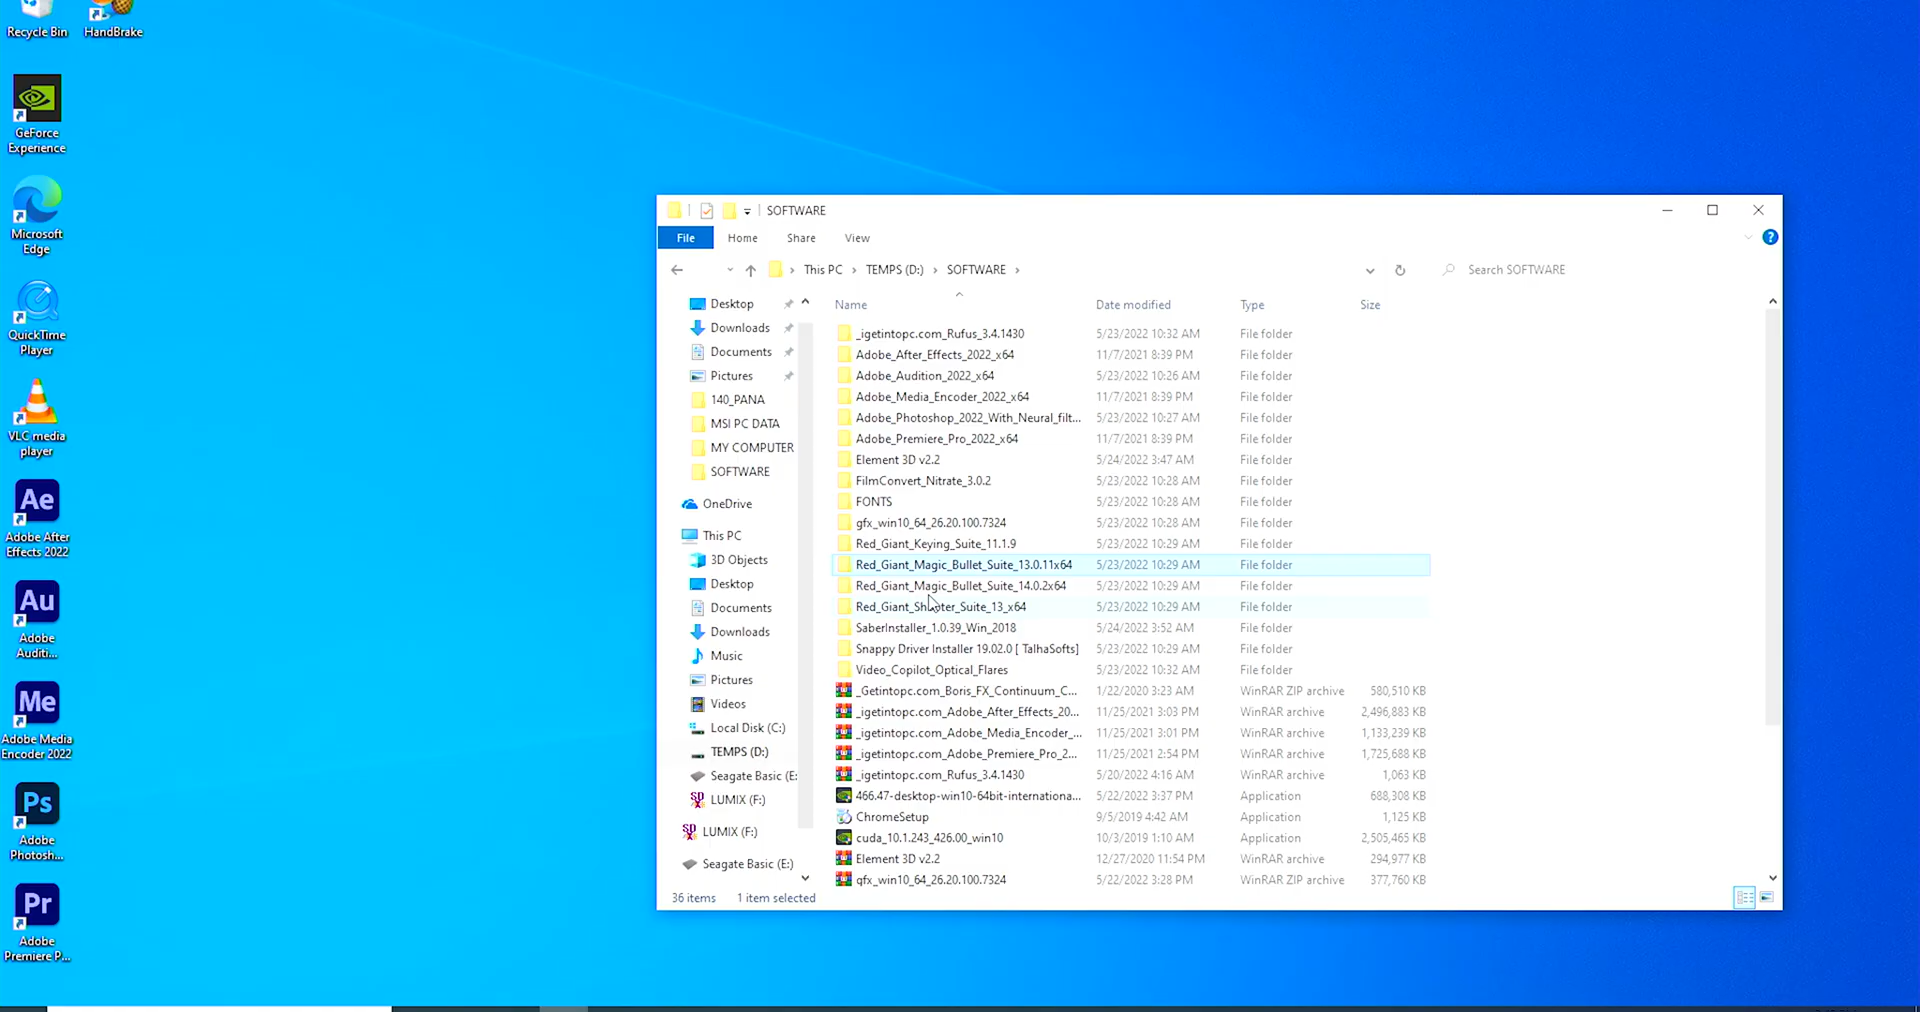 Recycle Bin
HandBrake
GeForce
Experience
Microsoft
Edge
QuickTime
Player
VLC media
player
Ae
Adobe After
Effects 2022
Au
Adobe
Auditi...
Me
Adobe Media
Encoder 2022
Ps
Adobe
Photosh...
Pr
Adobe
Premiere P...
SOFTWARE
File Home Share View
This PC > TEMPS (D:) > SOFTWARE >
Search SOFTWARE
Desktop
Downloads
Documents
Pictures
140_PANA
MSI PC DATA
MY COMPUTER
SOFTWARE
OneDrive
This PC
3D Objects
Desktop
Documents
Downloads
Music
Pictures
Videos
Local Disk (C:)
TEMPS (D:)
Seagate Basic (E:
LUMIX (F:)
LUMIX (F:)
Seagate Basic (E:)
Name Date modified Type Size
_igetintopc.com_Rufus_3.4.1430 5/23/2022 10:32 AM File folder
Adobe_After_Effects_2022_x64 11/7/2021 8:39 PM File folder
Adobe_Audition_2022_x64 5/23/2022 10:26 AM File folder
Adobe_Media_Encoder_2022_x64 11/7/2021 8:39 PM File folder
Adobe_Photoshop_2022_With_Neural_filt... 5/23/2022 10:27 AM File folder
Adobe_Premiere_Pro_2022_x64 11/7/2021 8:39 PM File folder
Element 3D v2.2 5/24/2022 3:47 AM File folder
FilmConvert_Nitrate_3.0.2 5/23/2022 10:28 AM File folder
FONTS 5/23/2022 10:28 AM File folder
gfx_win10_64_26.20.100.7324 5/23/2022 10:28 AM File folder
Red_Giant_Keying_Suite_11.1.9 5/23/2022 10:29 AM File folder
Red_Giant_Magic_Bullet_Suite_13.0.11x64 5/23/2022 10:29 AM File folder
Red_Giant_Magic_Bullet_Suite_14.0.2x64 5/23/2022 10:29 AM File folder
Red_Giant_Shooter_Suite_13_x64 5/23/2022 10:29 AM File folder
SaberInstaller_1.0.39_Win_2018 5/24/2022 3:52 AM File folder
Snappy Driver Installer 19.02.0 [ TalhaSofts] 5/23/2022 10:29 AM File folder
Video_Copilot_Optical_Flares 5/23/2022 10:32 AM File folder
_Getintopc.com_Boris_FX_Continuum_C... 1/22/2020 3:23 AM WinRAR ZIP archive 580,510 KB
_igetintopc.com_Adobe_After_Effects_20... 11/25/2021 3:03 PM WinRAR archive 2,496,883 KB
_igetintopc.com_Adobe_Media_Encoder_... 11/25/2021 3:01 PM WinRAR archive 1,133,239 KB
_igetintopc.com_Adobe_Premiere_Pro_2... 11/25/2021 2:54 PM WinRAR archive 1,725,688 KB
_igetintopc.com_Rufus_3.4.1430 5/20/2022 4:16 AM WinRAR archive 1,063 KB
466.47-desktop-win10-64bit-internationa... 5/22/2022 3:37 PM Application 688,308 KB
ChromeSetup 9/5/2019 4:42 AM Application 1,125 KB
cuda_10.1.243_426.00_win10 10/3/2019 1:10 AM Application 2,505,465 KB
Element 3D v2.2 12/27/2020 11:54 PM WinRAR archive 294,977 KB
gfx_win10_64_26.20.100.7324 5/22/2022 3:28 PM WinRAR ZIP archive 377,760 KB
36 items 1 item selected